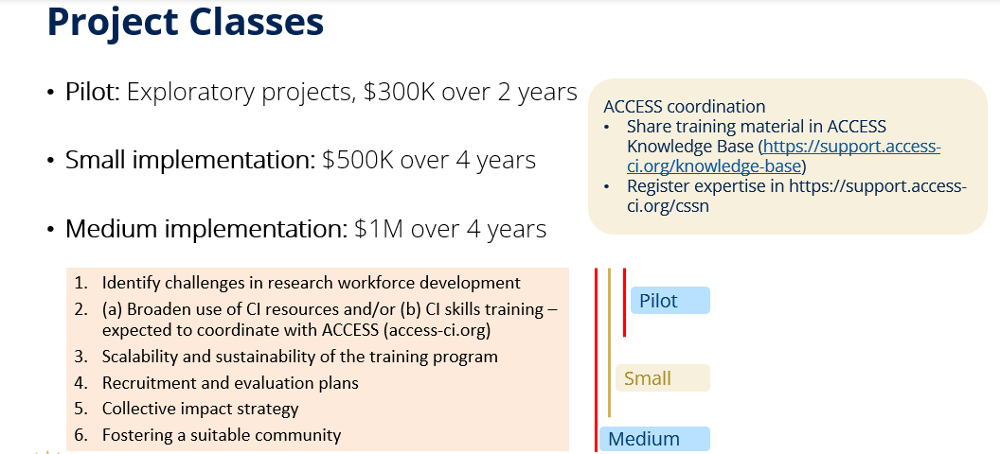 Project Classes
• Pilot: Exploratory projects, $300K over 2 years
• Small implementation: $500K over 4 years
• Medium implementation: $1M over 4 years
ACCESS coordination
• Share training material in ACCESS
Knowledge Base (https://support.access-
ci.org/knowledge-base)
• Register expertise in https://support.access-
ci.org/cssn
1. Identify challenges in research workforce development
2. (a) Broaden use of CI resources and/or (b) CI skills training –
expected to coordinate with ACCESS (access-ci.org)
3. Scalability and sustainability of the training program
4. Recruitment and evaluation plans
5. Collective impact strategy
6. Fostering a suitable community
Pilot
Small
Medium